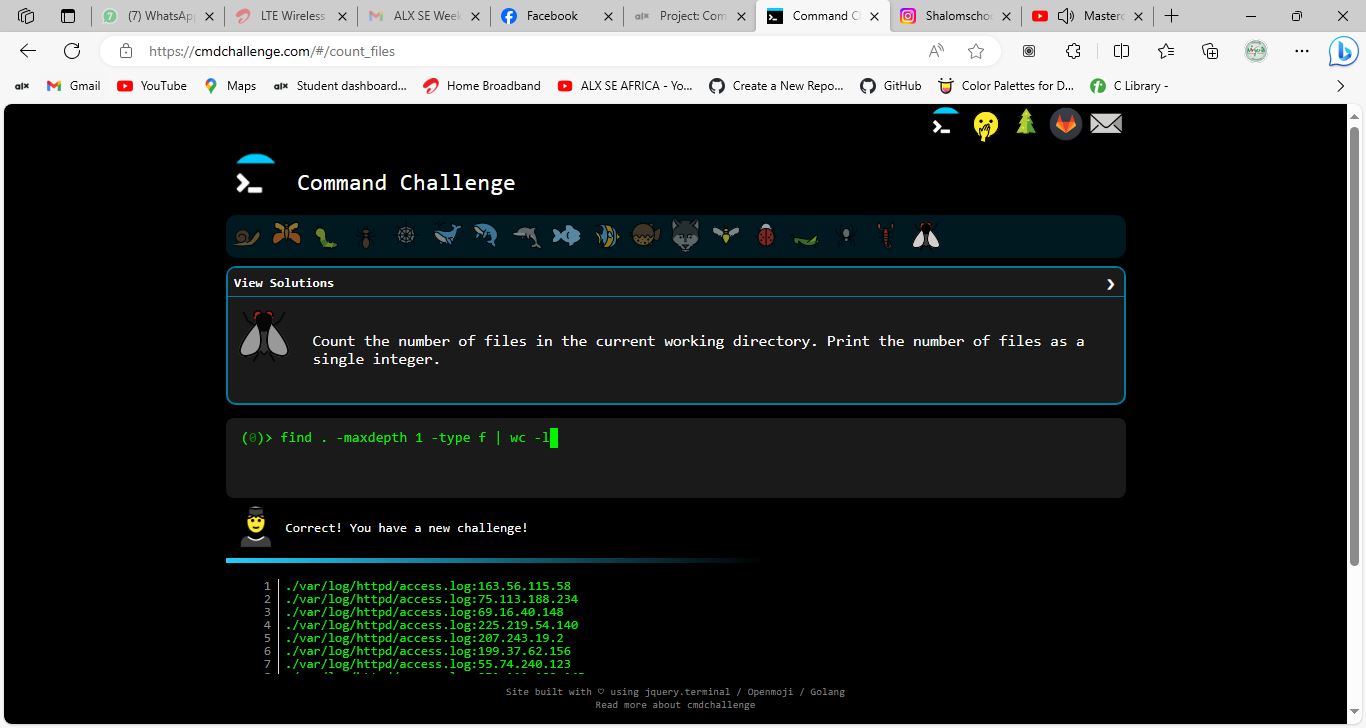 (7) WhatsApp
LTE Wireless
ALX SE Week
Facebook
Project: Com
Command Ch
Shalomschoo
Masterc
https://cmdchallenge.com/#/count_files
Gmail
YouTube
Maps
alx Student dashboard...
Home Broadband
ALX SE AFRICA - Yo...
Create a New Repo...
GitHub
Color Palettes for D...
C Library -
Command Challenge
View Solutions
Count the number of files in the current working directory. Print the number of files as a
single integer.
(0)> find . -maxdepth 1 -type f | wc -l
Correct! You have a new challenge!
1 ./var/log/httpd/access.log:163.56.115.58
2 ./var/log/httpd/access.log:75.113.188.234
3 ./var/log/httpd/access.log:69.16.40.148
4 ./var/log/httpd/access.log:225.219.54.140
5 ./var/log/httpd/access.log:207.243.19.2
6 ./var/log/httpd/access.log:199.37.62.156
7 ./var/log/httpd/access.log:55.74.240.123
Site built with ♡ using jquery.terminal / Openmoji / Golang
Read more about cmdchallenge